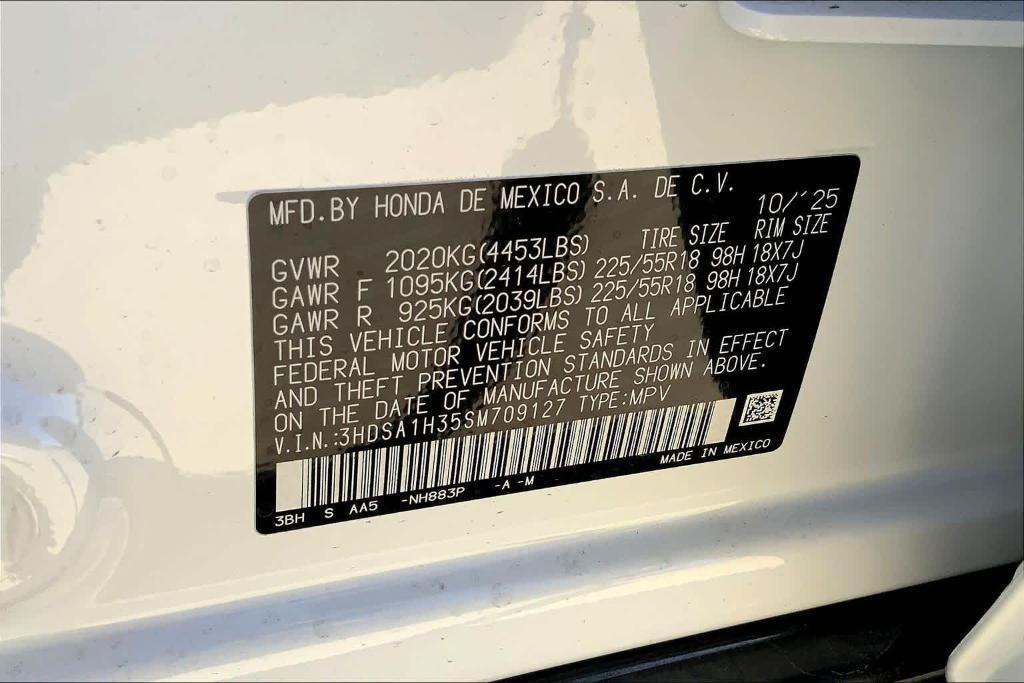 MFD.BY HONDA DE MEXICO S.A. DE C.V.
10/'25
TIRE SIZE RIM SIZE
GVWR 2020KG(4453LBS)
GAWR F 1095KG(2414LBS) 225/55R18 98H 18X7J
GAWR R 925KG(2039LBS) 225/55R18 98H 18X7J
THIS VEHICLE CONFORMS TO ALL APPLICABLE
FEDERAL MOTOR VEHICLE SAFETY
AND THEFT PREVENTION STANDARDS IN EFFECT
ON THE DATE OF MANUFACTURE SHOWN ABOVE.
V.I.N.:3HDSA1H35SM709127 TYPE:MPV
MADE IN MEXICO
3BH S AA5 -NH883P -A -M